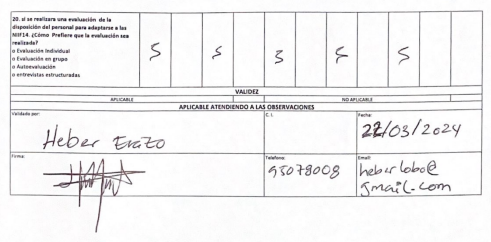 20. si se realizara una evaluación de la
disposición del personal para adaptarse a las
NIIF14. ¿Cómo Prefiere que la evaluación sea
realizada?
o Evaluación Individual
o Evaluación en grupo
o Autoevaluación
o entrevistas estructuradas
5 5 3 5 5
VALIDEZ
APLICABLE NO APLICABLE
APLICABLE ATENDIENDO A LAS OBSERVACIONES
Validado por: C. I. Fecha:
Heber Erazo 22/03/2024
Firma: Telefono: Email:
95078008 heberlobo@
gmail.com